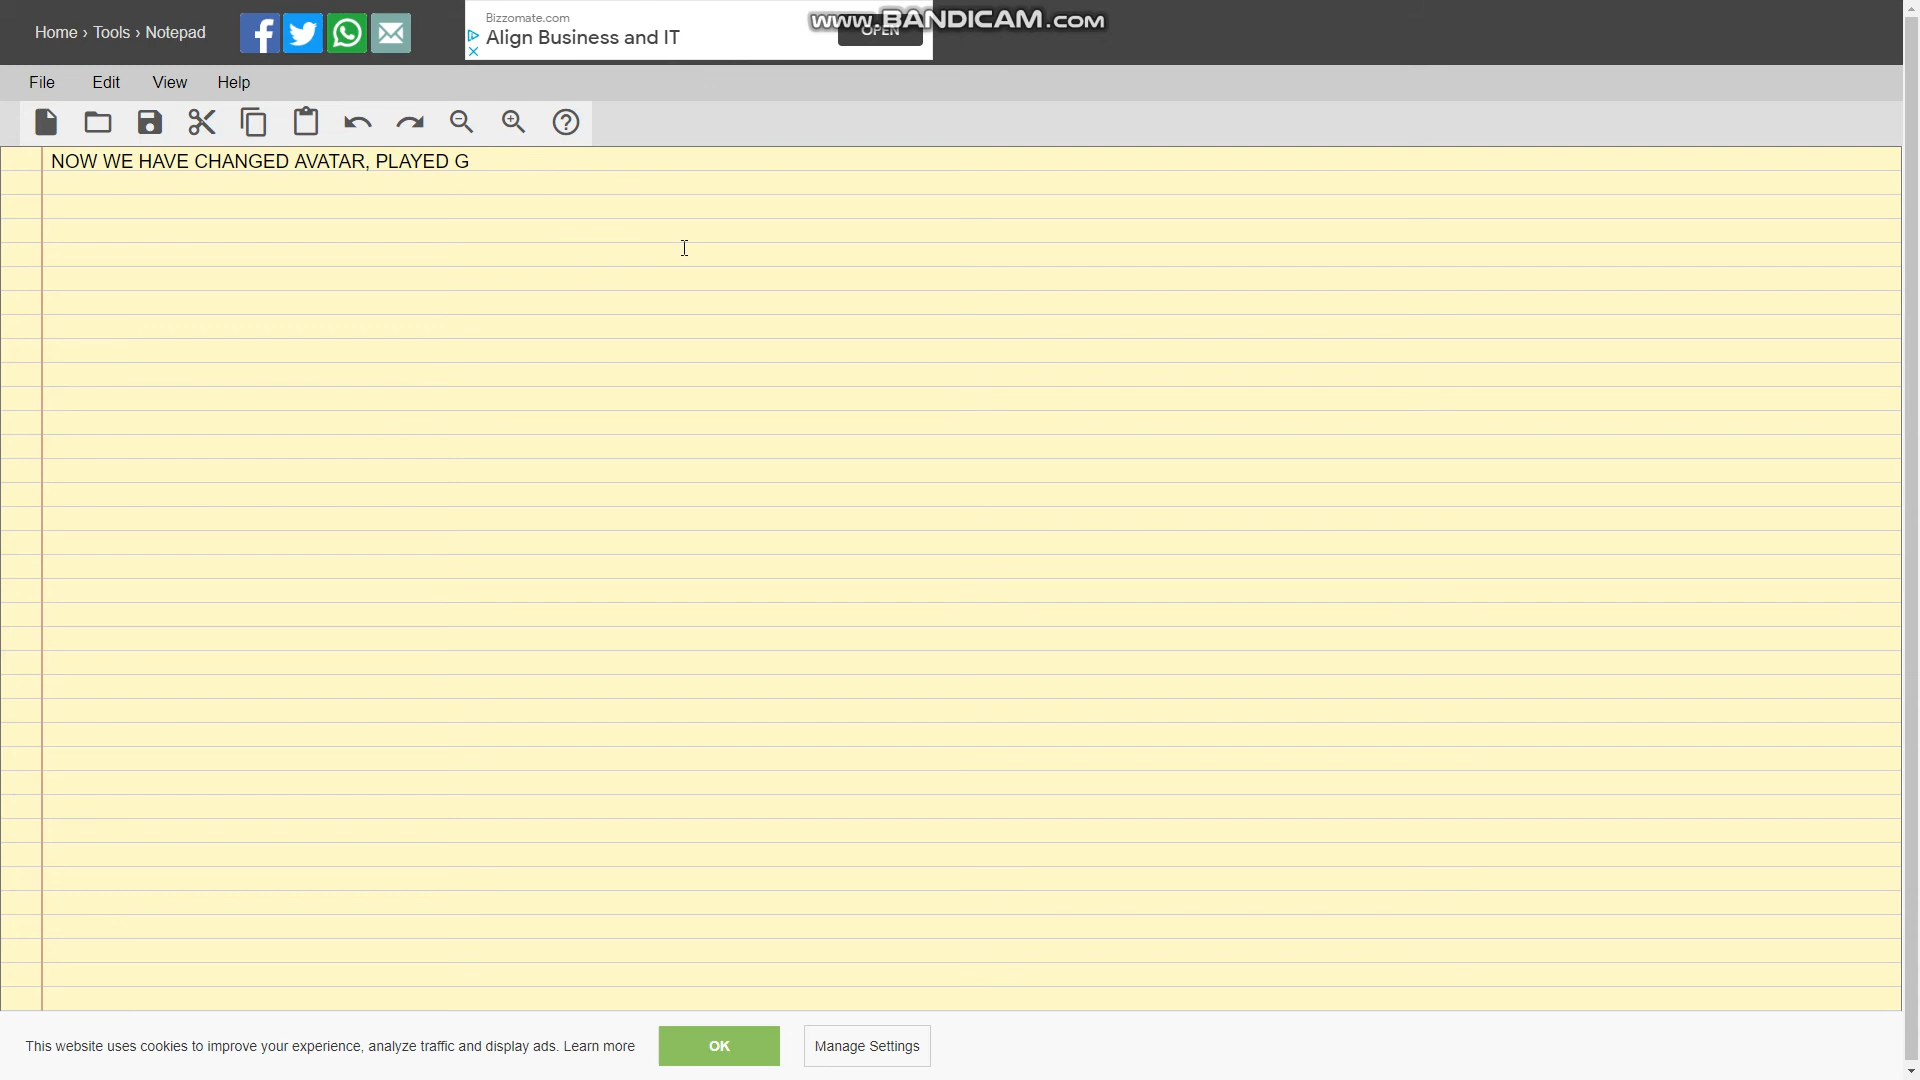 Home › Tools › Notepad
Bizzomate.com
Align Business and IT
OPEN
www.BANDICAM.com
File Edit View Help
NOW WE HAVE CHANGED AVATAR, PLAYED G
This website uses cookies to improve your experience, analyze traffic and display ads. Learn more
OK
Manage Settings